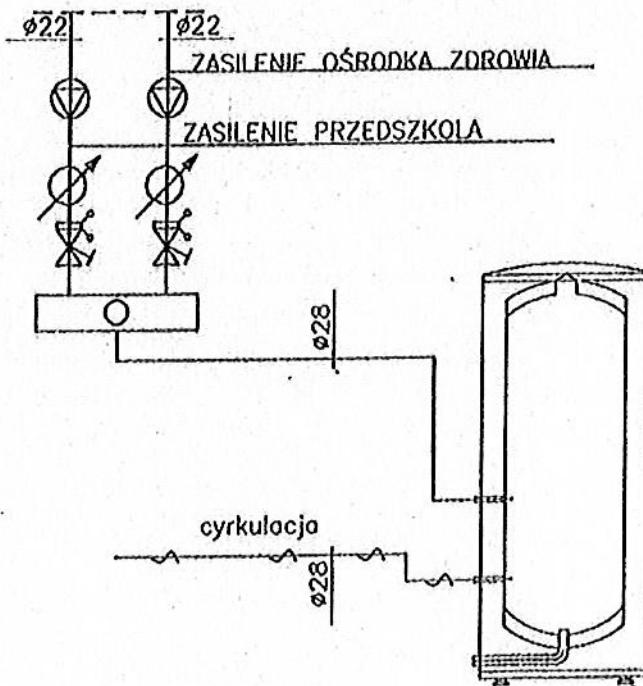 ø22 ø22
ZASILENIE OŚRODKA ZDROWIA
ZASILENIE PRZEDSZKOLA
ø28
cyrkulacja
ø28